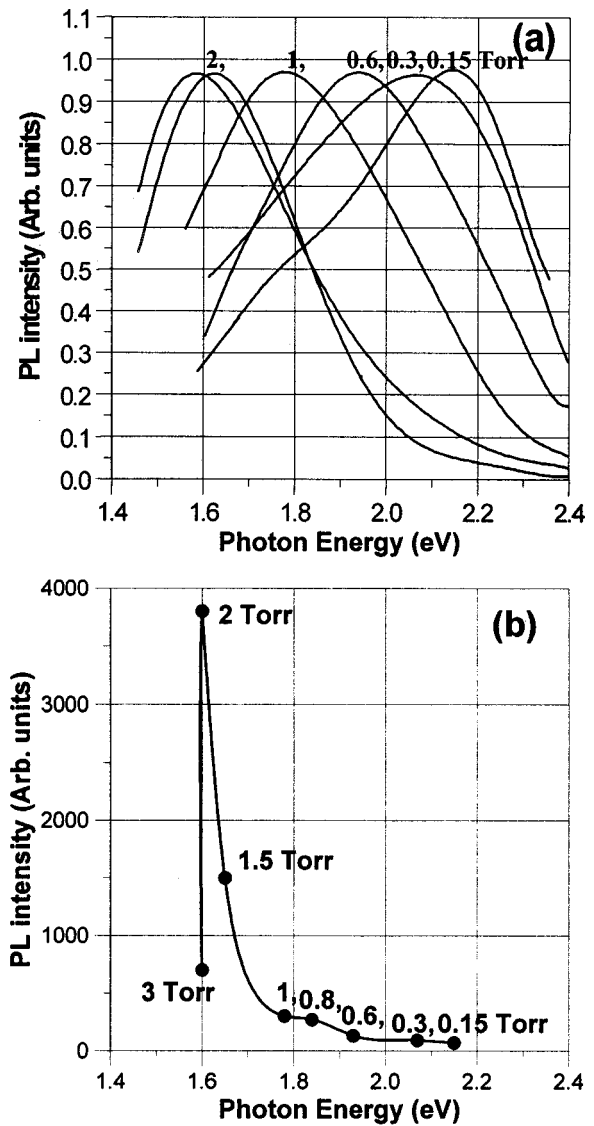 (a)
1.1
2, 1, 0.6, 0.3, 0.15 Torr
1.0
0.9
0.8
0.7
0.6
0.5
0.4
0.3
0.2
0.1
0.0
PL intensity (Arb. units)
1.4 1.6 1.8 2.0 2.2 2.4
Photon Energy (eV)
(b)
4000
2 Torr
3000
2000
1.5 Torr
1000
3 Torr
1, 0.8, 0.6, 0.3, 0.15 Torr
0
PL intensity (Arb. units)
1.4 1.6 1.8 2.0 2.2 2.4
Photon Energy (eV)